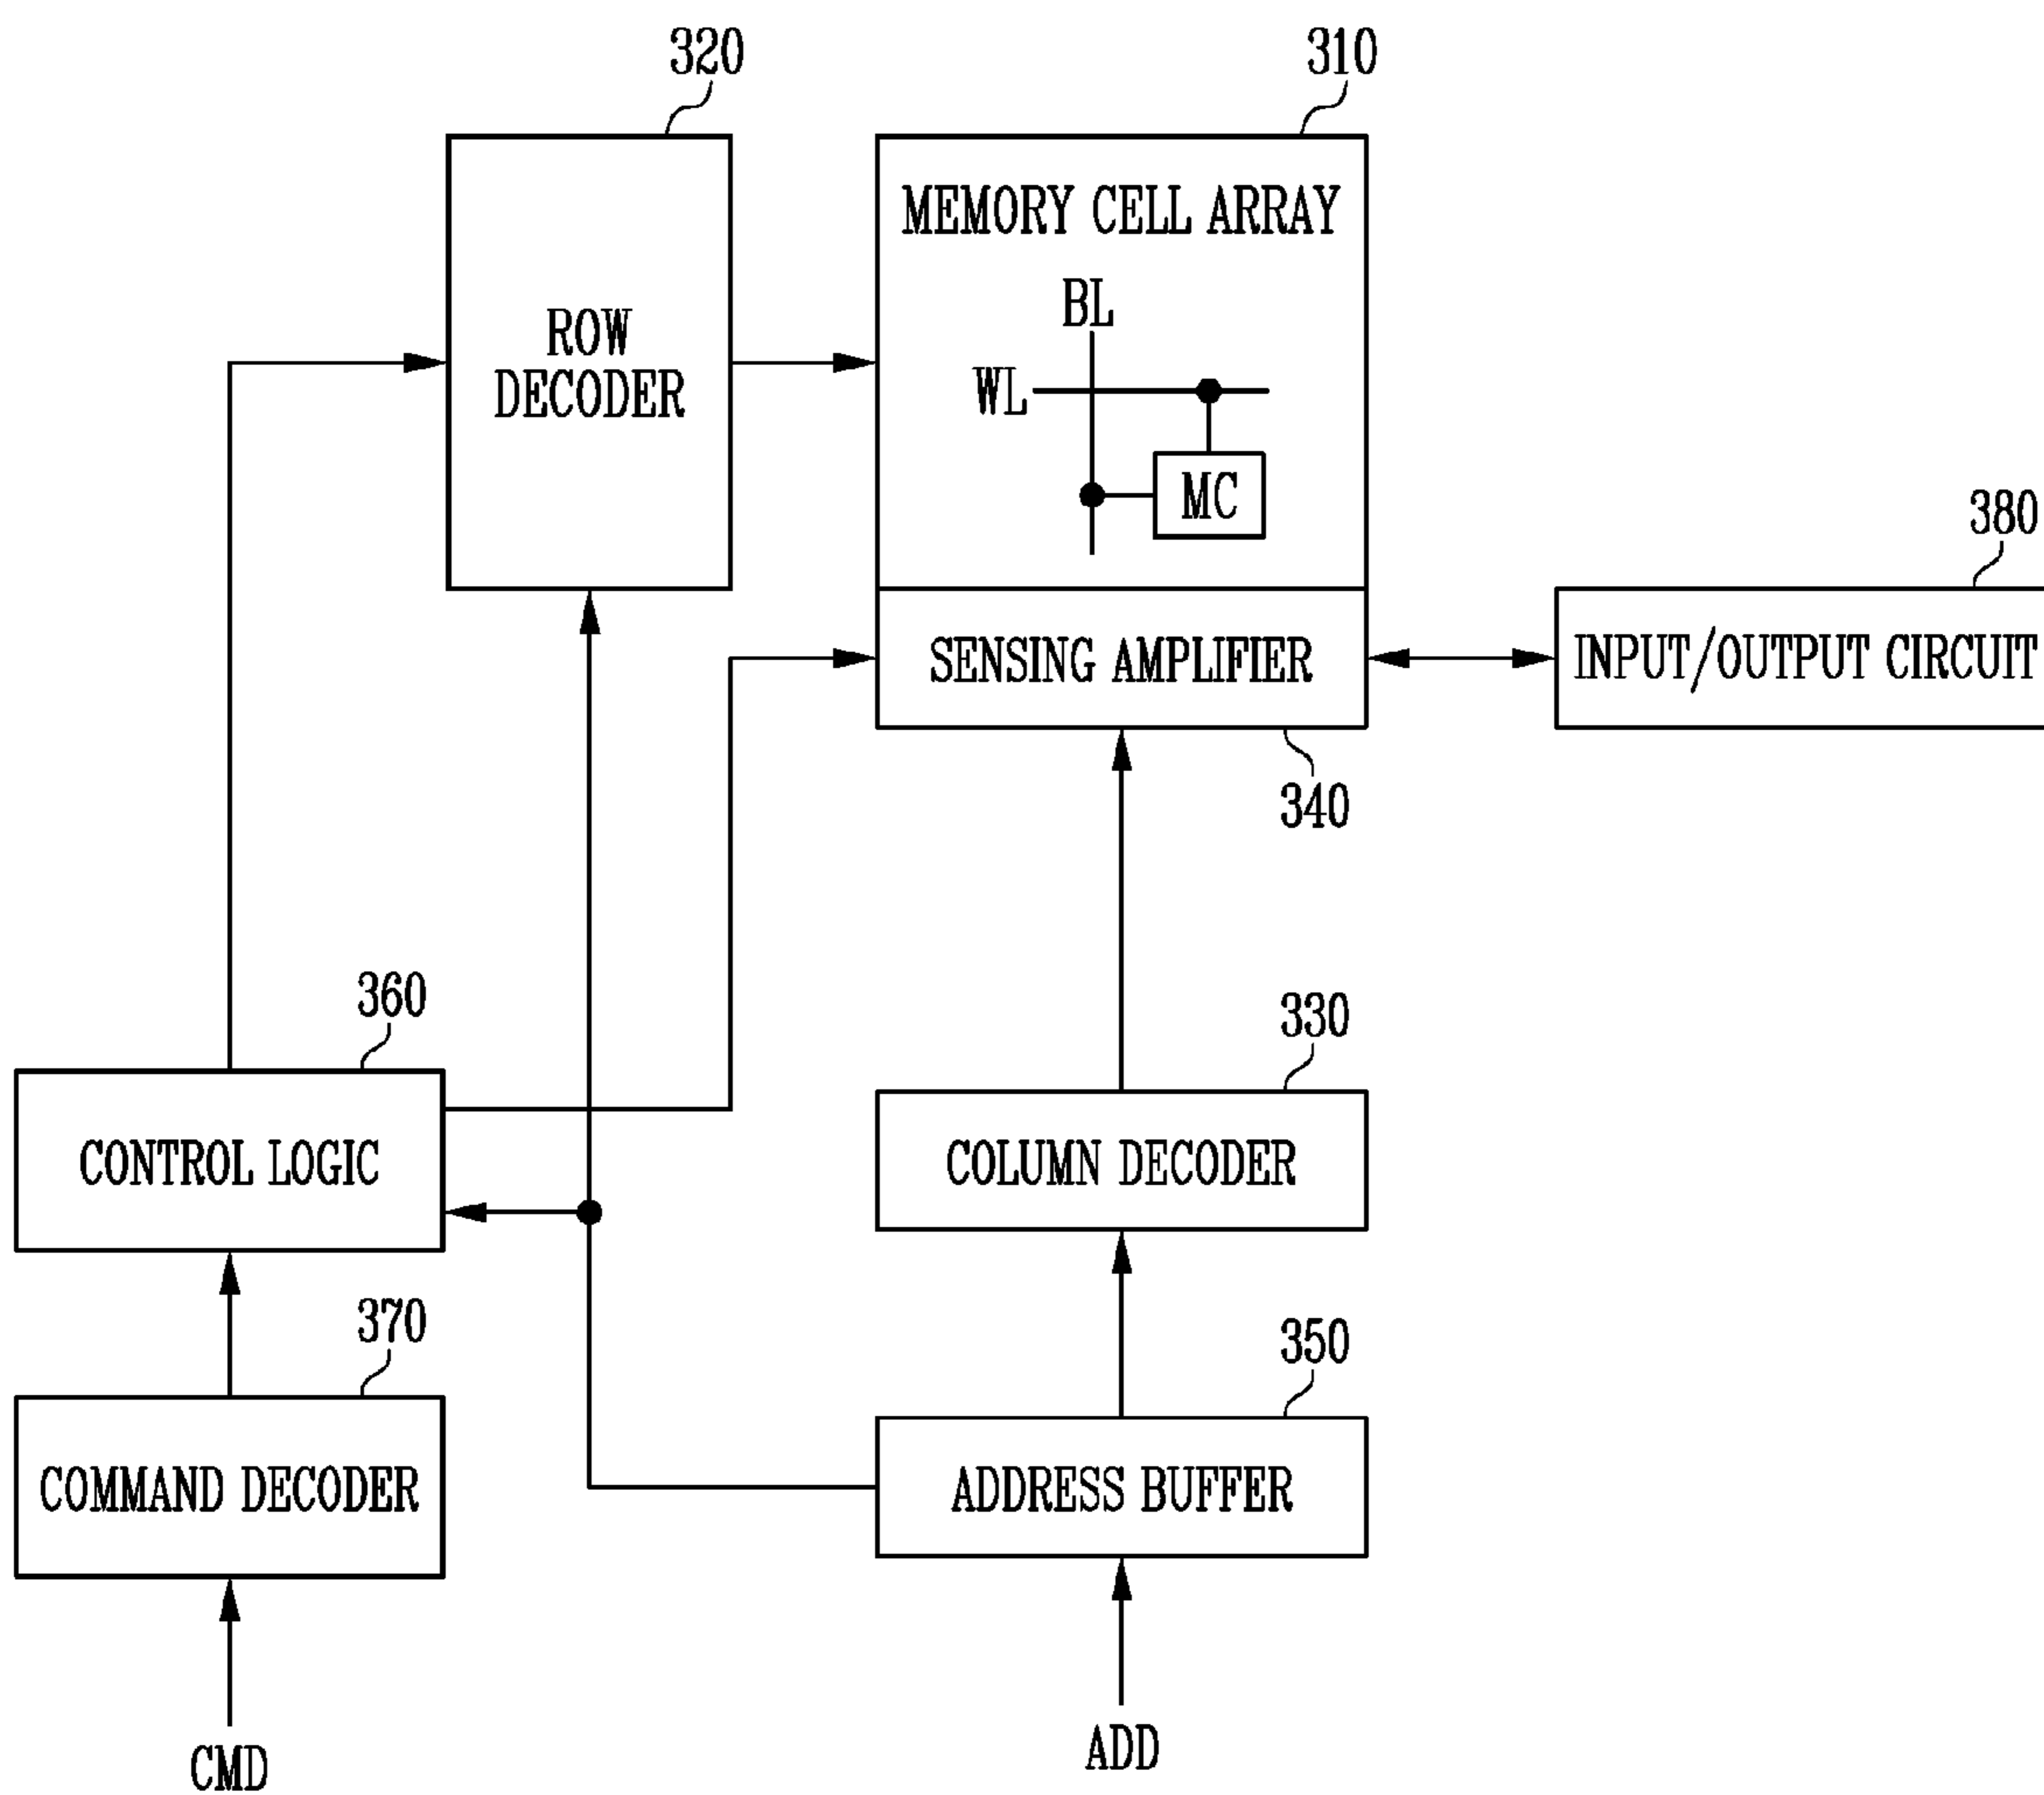 320
310
MEMORY CELL ARRAY
BL
ROW
DECODER
WL
MC
380
SENSING AMPLIFIER
INPUT/OUTPUT CIRCUIT
340
360
330
CONTROL LOGIC
COLUMN DECODER
370
350
COMMAND DECODER
ADDRESS BUFFER
CMD
ADD